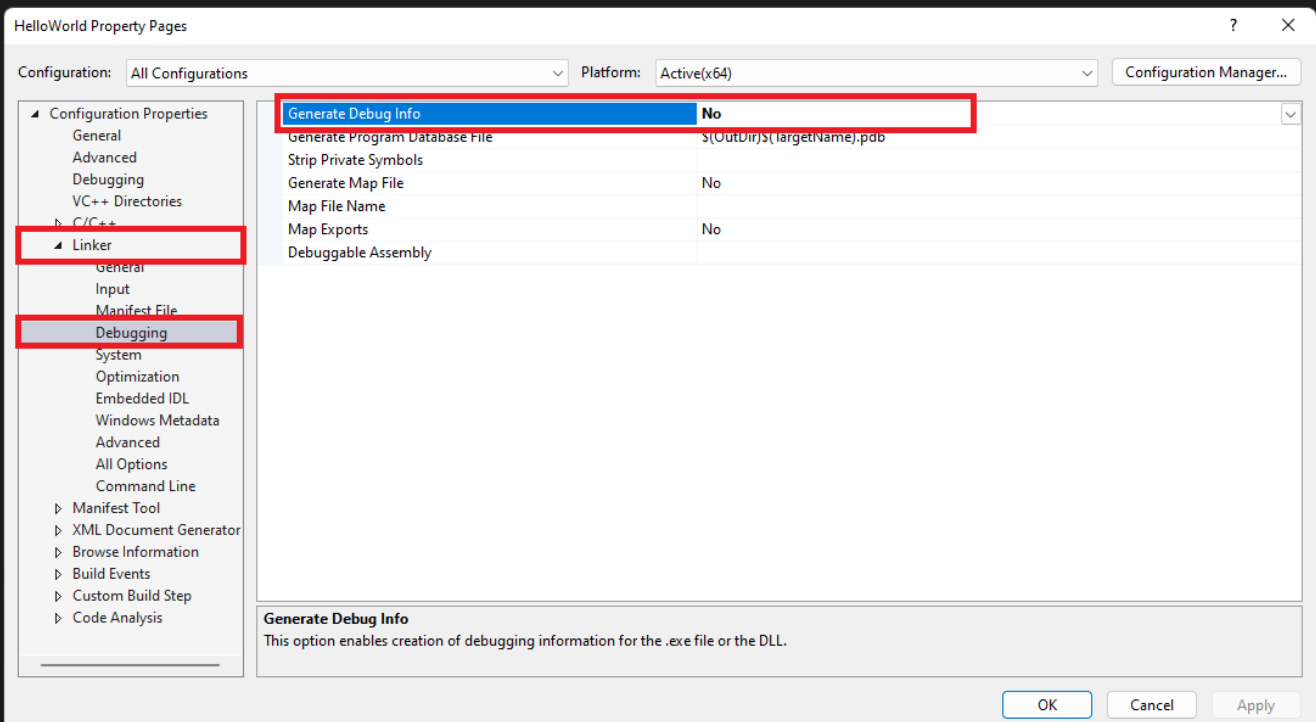 HelloWorld Property Pages ?
Configuration: All Configurations Platform: Active(x64) Configuration Manager...
Configuration Properties
General
Advanced
Debugging
VC++ Directories
C/C++
Linker
General
Input
Manifest File
Debugging
System
Optimization
Embedded IDL
Windows Metadata
Advanced
All Options
Command Line
Manifest Tool
XML Document Generator
Browse Information
Build Events
Custom Build Step
Code Analysis
Generate Debug Info No
Generate Program Database File $(OutDir)$(TargetName).pdb
Strip Private Symbols
Generate Map File No
Map File Name
Map Exports No
Debuggable Assembly
Generate Debug Info
This option enables creation of debugging information for the .exe file or the DLL.
OK Cancel Apply